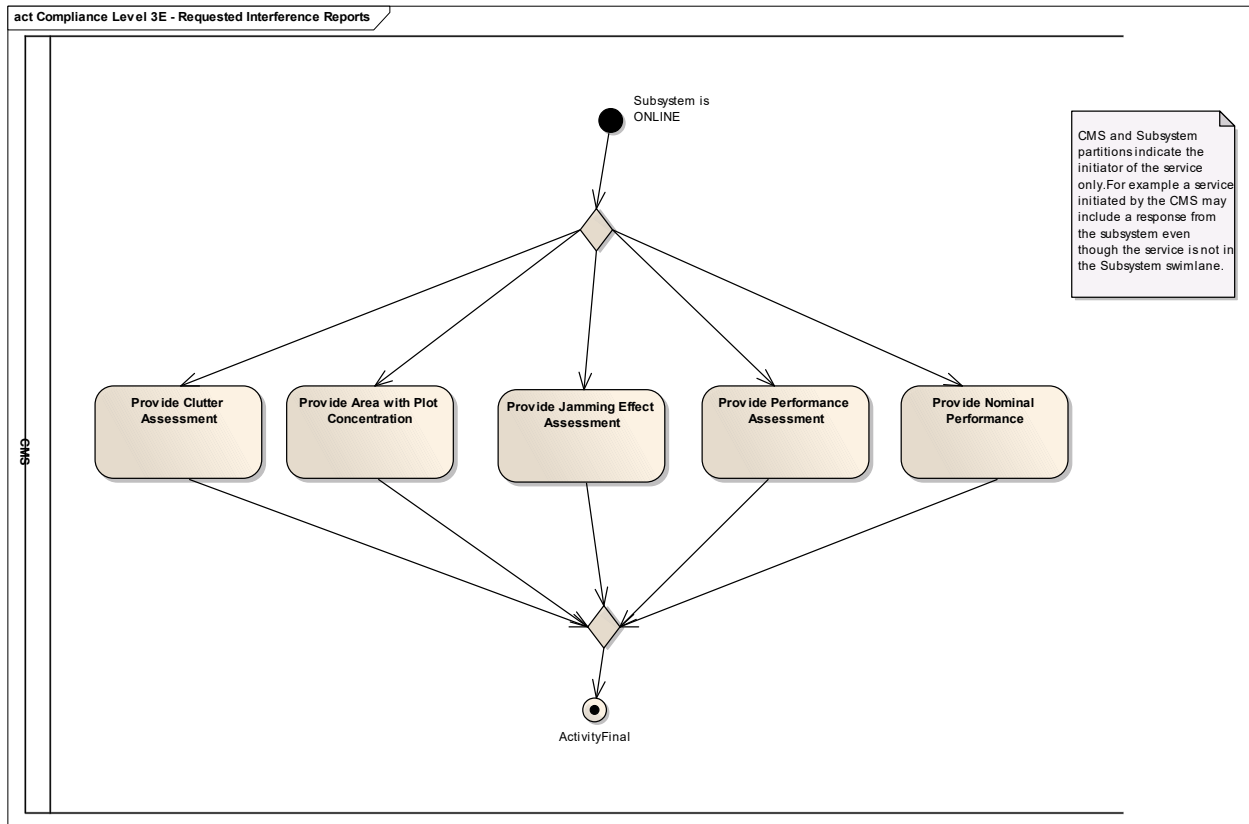 act Compliance Level 3E - Requested Interference Reports
Subsystem is
ONLINE
CMS and Subsystem
partitions indicate the
initiator of the service
only.For example a service
initiated by the CMS may
include a response from
the subsystem even
though the service is not in
the Subsystem swimlane.
Provide Clutter
Assessment
Provide Area with Plot
Concentration
Provide Jamming Effect
Assessment
Provide Performance
Assessment
Provide Nominal
Performance
CMS
ActivityFinal